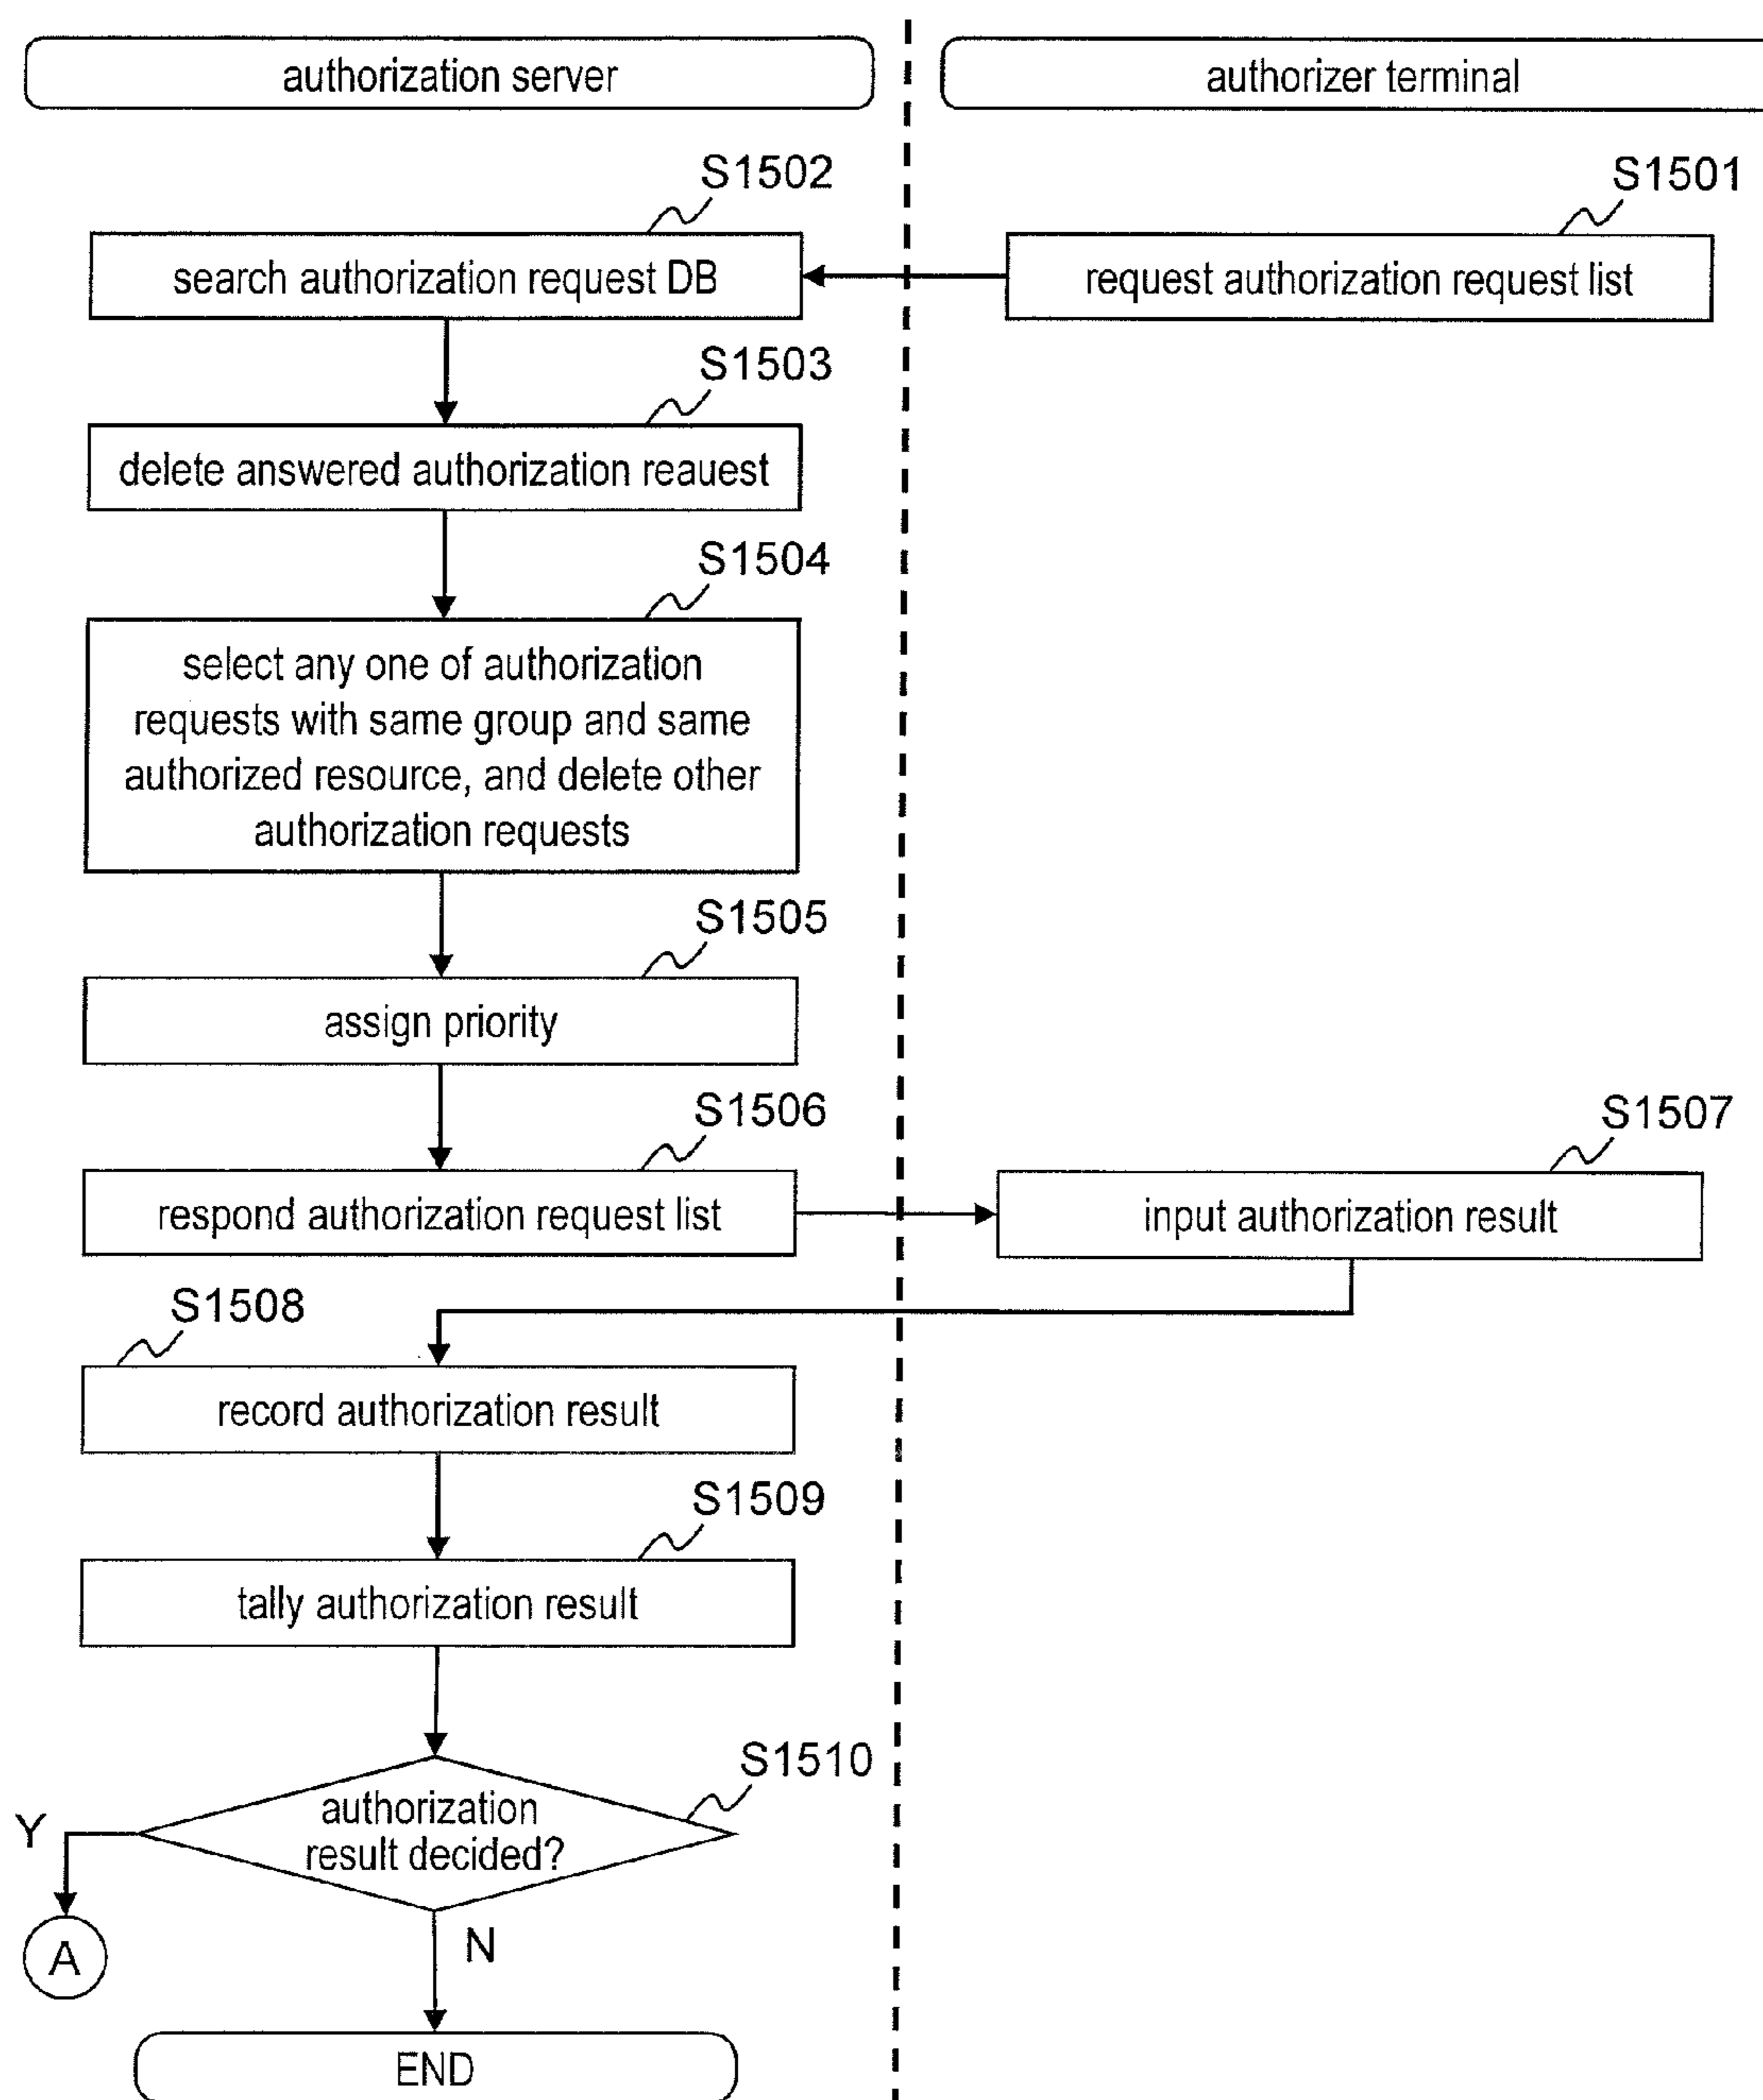 authorization server
authorizer terminal
S1502
S1501
search authorization request DB
request authorization request list
S1503
delete answered authorization reauest
S1504
select any one of authorization
requests with same group and same
authorized resource, and delete other
authorization requests
S1505
assign priority
S1506
S1507
respond authorization request list
input authorization result
S1508
record authorization result
S1509
tally authorization result
S1510
authorization
result decided?
Y
A
N
END